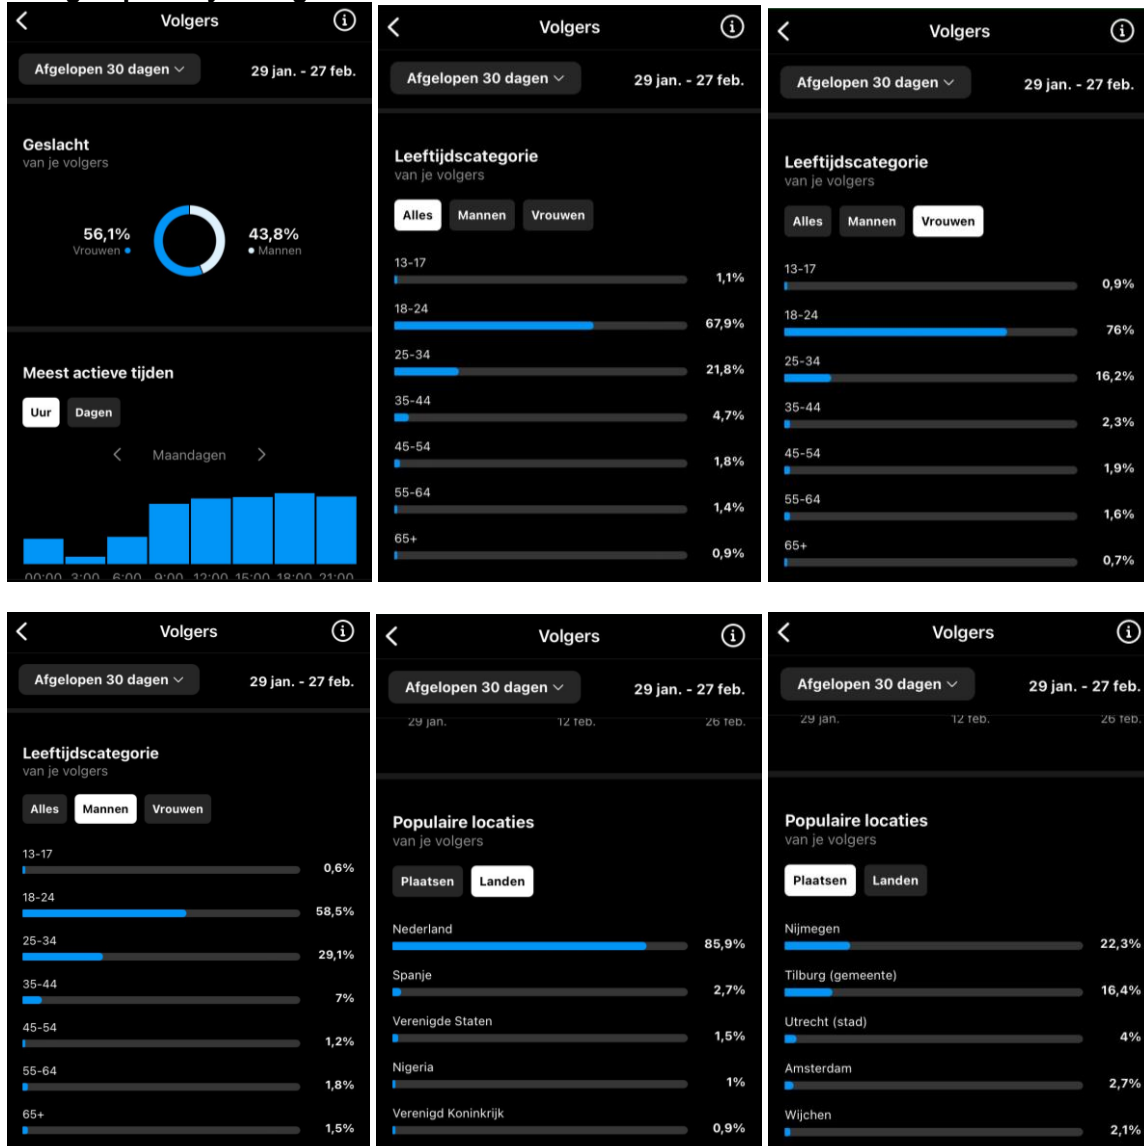 Volgers
Afgelopen 30 dagen
29 jan. - 27 feb.
Geslacht
van je volgers
56,1%
Vrouwen
43,8%
Mannen
Meest actieve tijden
Uur Dagen
Maandagen
00:00 3:00 6:00 9:00 12:00 15:00 18:00 21:00
Volgers
Afgelopen 30 dagen
29 jan. - 27 feb.
Leeftijdscategorie
van je volgers
Alles Mannen Vrouwen
13-17
1,1%
18-24
67,9%
25-34
21,8%
35-44
4,7%
45-54
1,8%
55-64
1,4%
65+
0,9%
Volgers
Afgelopen 30 dagen
29 jan. - 27 feb.
Leeftijdscategorie
van je volgers
Alles Mannen Vrouwen
13-17
0,9%
18-24
76%
25-34
16,2%
35-44
2,3%
45-54
1,9%
55-64
1,6%
65+
0,7%
Volgers
Afgelopen 30 dagen
29 jan. - 27 feb.
Leeftijdscategorie
van je volgers
Alles Mannen Vrouwen
13-17
0,6%
18-24
58,5%
25-34
29,1%
35-44
7%
45-54
1,2%
55-64
1,8%
65+
1,5%
Volgers
Afgelopen 30 dagen
29 jan. - 27 feb.
29 jan. 12 feb. 26 feb.
Populaire locaties
van je volgers
Plaatsen Landen
Nederland
85,9%
Spanje
2,7%
Verenigde Staten
1,5%
Nigeria
1%
Verenigd Koninkrijk
0,9%
Volgers
Afgelopen 30 dagen
29 jan. - 27 feb.
29 jan. 12 feb. 26 feb.
Populaire locaties
van je volgers
Plaatsen Landen
Nijmegen
22,3%
Tilburg (gemeente)
16,4%
Utrecht (stad)
4%
Amsterdam
2,7%
Wijchen
2,1%